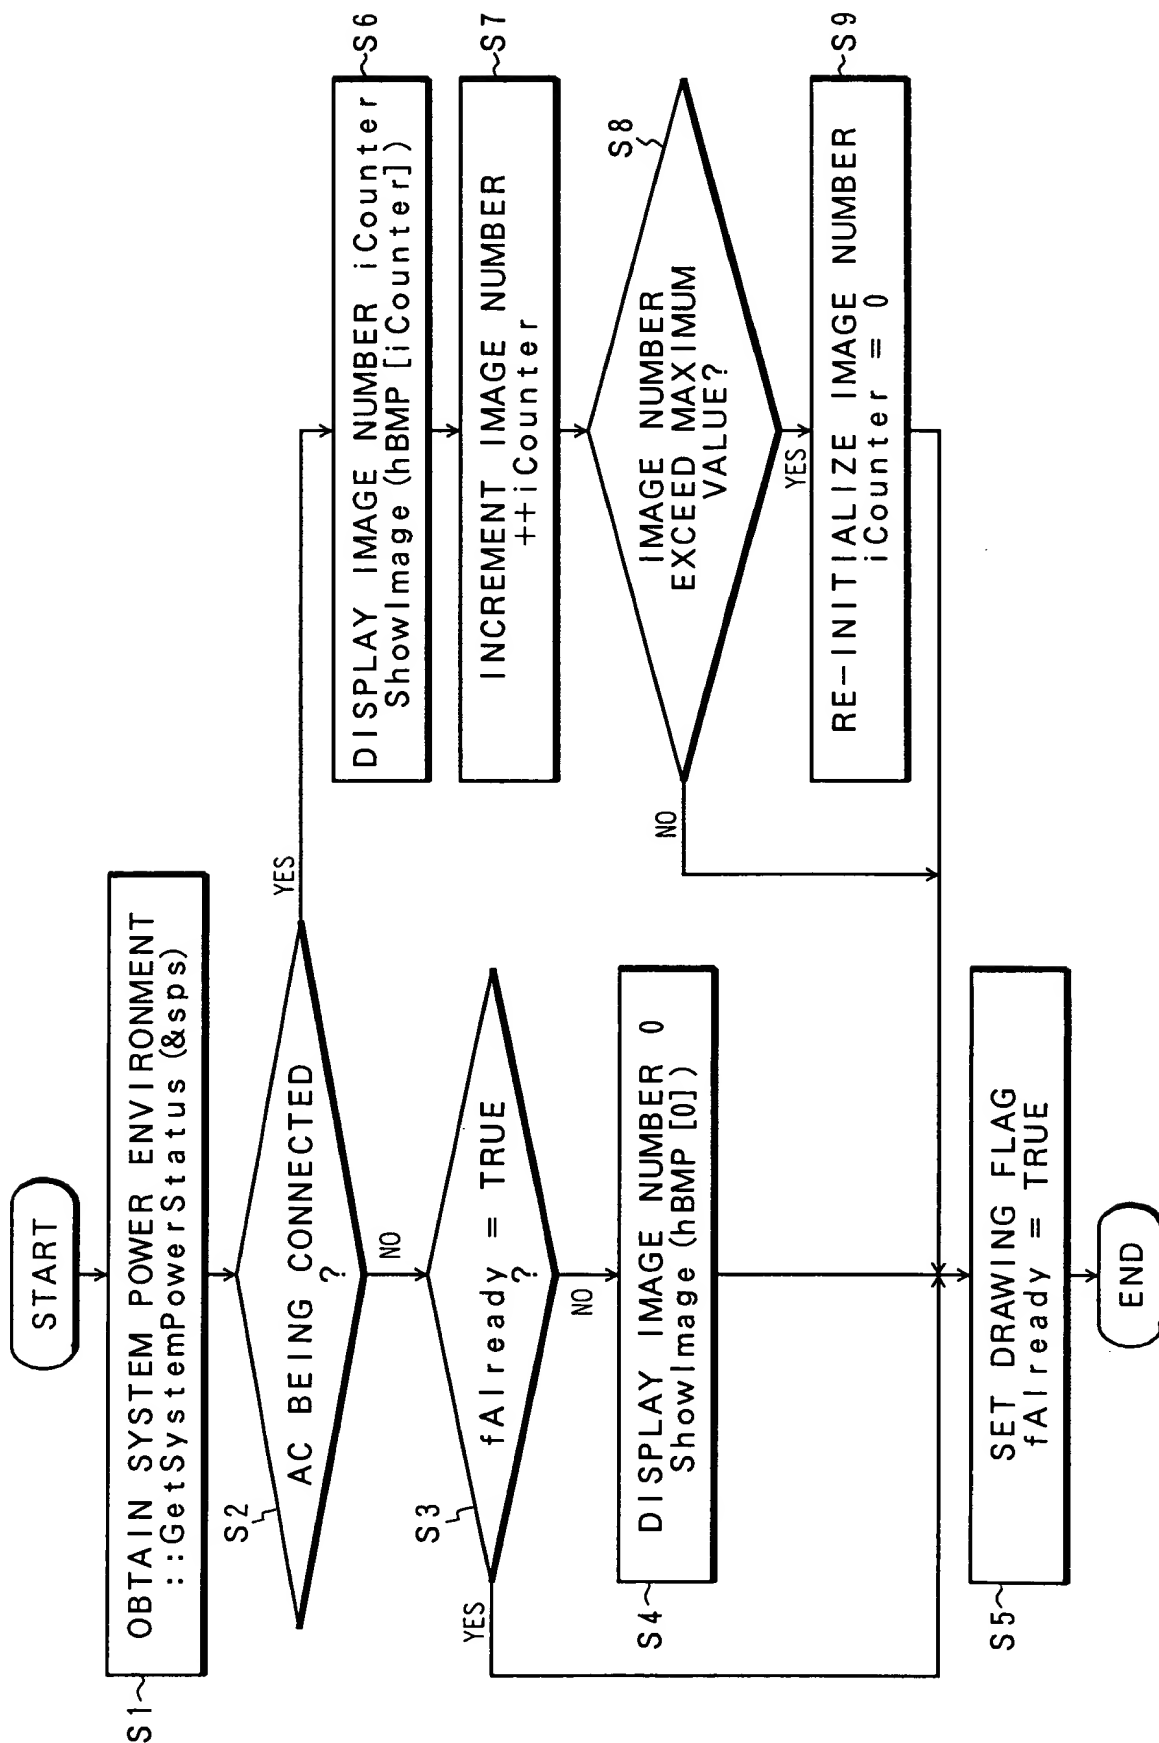 START
S1
OBTAIN SYSTEM POWER ENVIRONMENT
::GetSystemPowerStatus (&sps)
S2
AC BEING CONNECTED
?
YES
NO
S3
fAlready = TRUE
?
YES
NO
S4
DISPLAY IMAGE NUMBER 0
ShowImage (hBMP [0])
S5
SET DRAWING FLAG
fAlready = TRUE
END
S6
DISPLAY IMAGE NUMBER iCounter
ShowImage (hBMP [iCounter])
S7
INCREMENT IMAGE NUMBER
++iCounter
S8
IMAGE NUMBER
EXCEED MAXIMUM
VALUE?
NO
YES
S9
RE-INITIALIZE IMAGE NUMBER
iCounter = 0